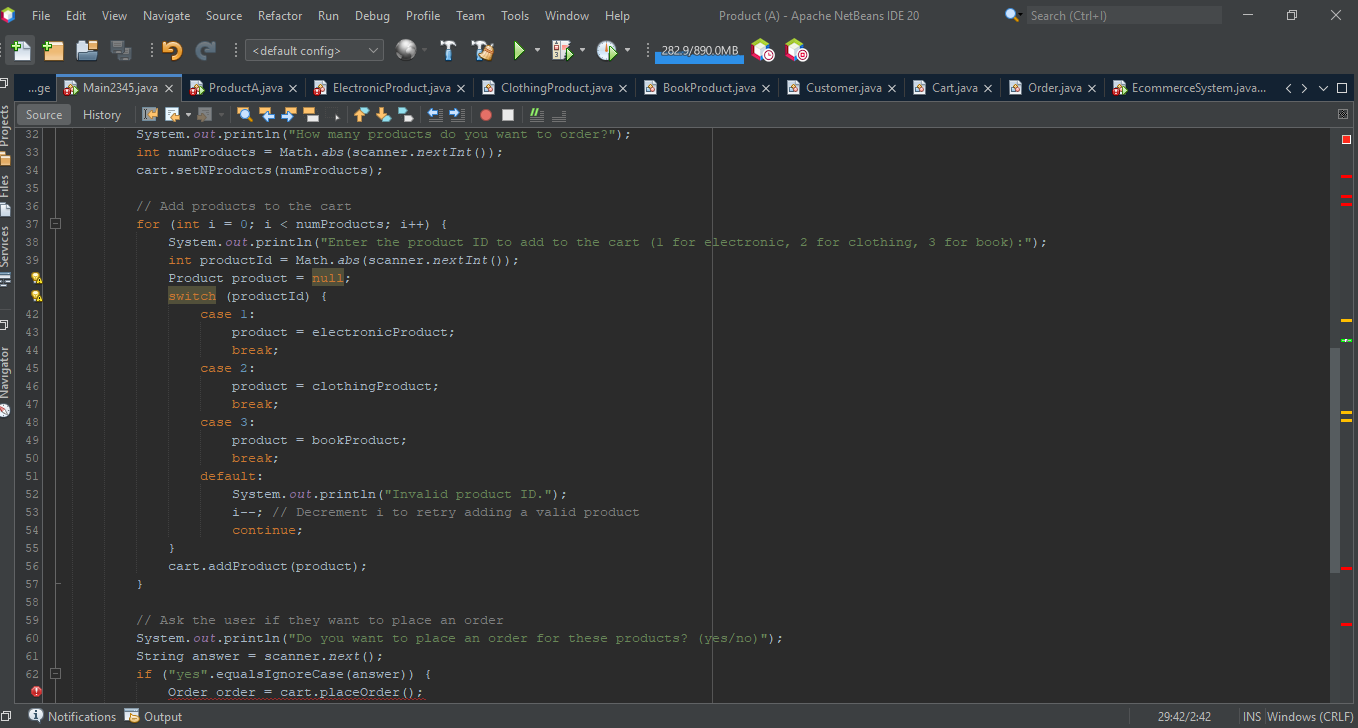 File Edit View Navigate Source Refactor Run Debug Profile Team Tools Window Help Product (A) - Apache NetBeans IDE 20 Search (Ctrl+I)
<default config> 282.9/890.0MB
...ge Main2345.java ProductA.java ElectronicProduct.java ClothingProduct.java BookProduct.java Customer.java Cart.java Order.java EcommerceSystem.java...
Source History
Projects
Files
Services
Navigator
32 System.out.println("How many products do you want to order?");
33 int numProducts = Math.abs(scanner.nextInt());
34 cart.setNProducts(numProducts);
35
36 // Add products to the cart
37 for (int i = 0; i < numProducts; i++) {
38 System.out.println("Enter the product ID to add to the cart (1 for electronic, 2 for clothing, 3 for book):");
39 int productId = Math.abs(scanner.nextInt());
Product product = null;
switch (productId) {
42 case 1:
43 product = electronicProduct;
44 break;
45 case 2:
46 product = clothingProduct;
47 break;
48 case 3:
49 product = bookProduct;
50 break;
51 default:
52 System.out.println("Invalid product ID.");
53 i--; // Decrement i to retry adding a valid product
54 continue;
55 }
56 cart.addProduct(product);
57 }
58
59 // Ask the user if they want to place an order
60 System.out.println("Do you want to place an order for these products? (yes/no)");
61 String answer = scanner.next();
62 if ("yes".equalsIgnoreCase(answer)) {
Order order = cart.placeOrder();
Notifications Output 29:42/2:42 INS Windows (CRLF)